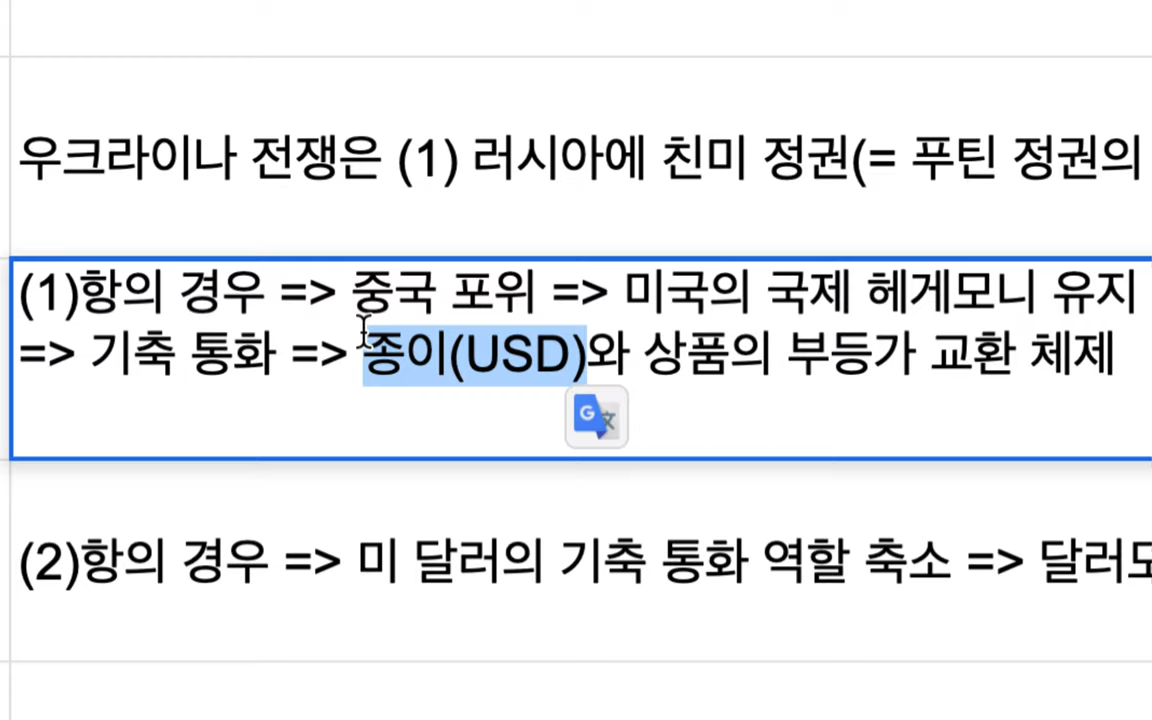 우크라이나 전쟁은 (1) 러시아에 친미 정권(= 푸틴 정권의
(1)항의 경우 => 중국 포위 => 미국의 국제 헤게모니 유지
=> 기축 통화 => 종이(USD)와 상품의 부등가 교환 체제
(2)항의 경우 => 미 달러의 기축 통화 역할 축소 => 달러